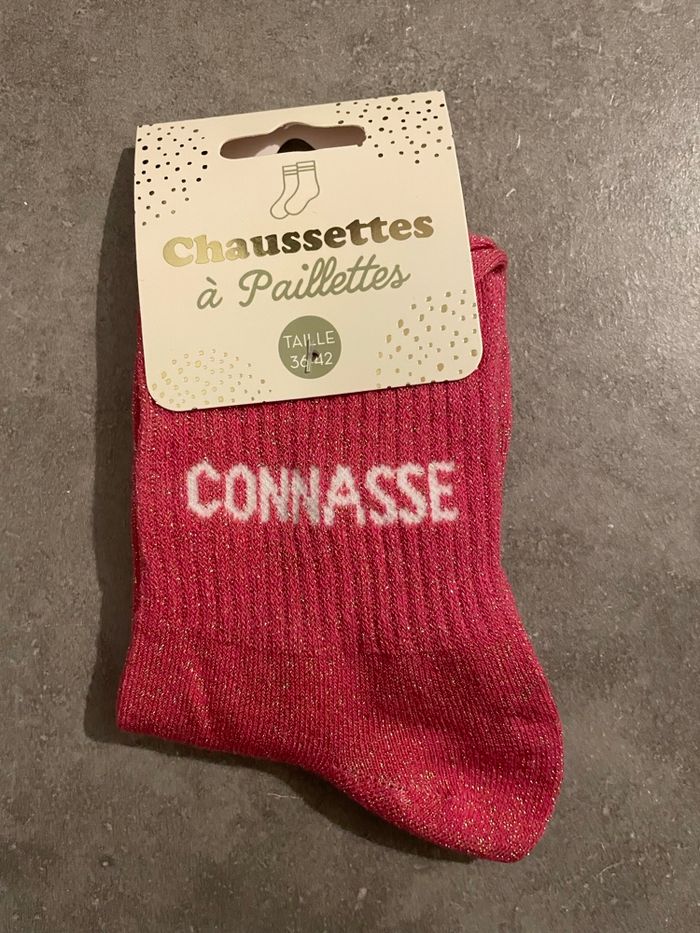 Chaussettes
à Paillettes
TAILLE
36/42
CONNASSE